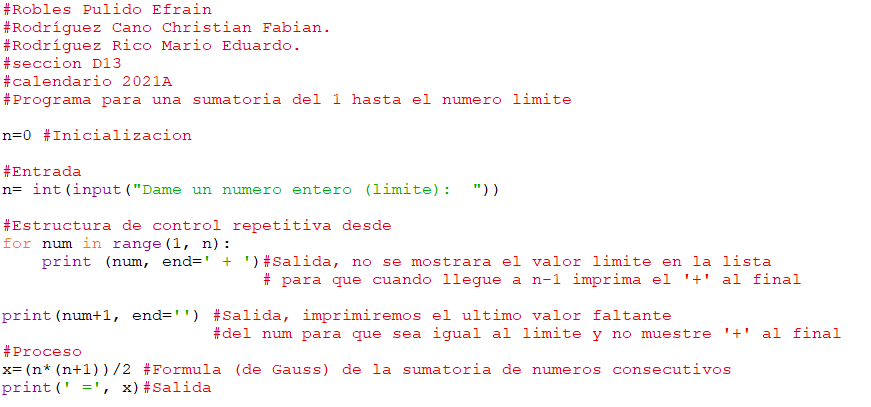 #Robles Pulido Efrain
#Rodríguez Cano Christian Fabian.
#Rodríguez Rico Mario Eduardo.
#seccion D13
#calendario 2021A
#Programa para una sumatoria del 1 hasta el numero limite
n=0 #Inicializacion
#Entrada
n= int(input("Dame un numero entero (limite):  "))
#Estructura de control repetitiva desde
for num in range(1, n):
    print (num, end=' + ')#Salida, no se mostrara el valor limite en la lista
                          # para que cuando llegue a n-1 imprima el '+' al final
print(num+1, end='') #Salida, imprimiremos el ultimo valor faltante
                     #del num para que sea igual al limite y no muestre '+' al final
#Proceso
x=(n*(n+1))/2 #Formula (de Gauss) de la sumatoria de numeros consecutivos
print(' =', x)#Salida